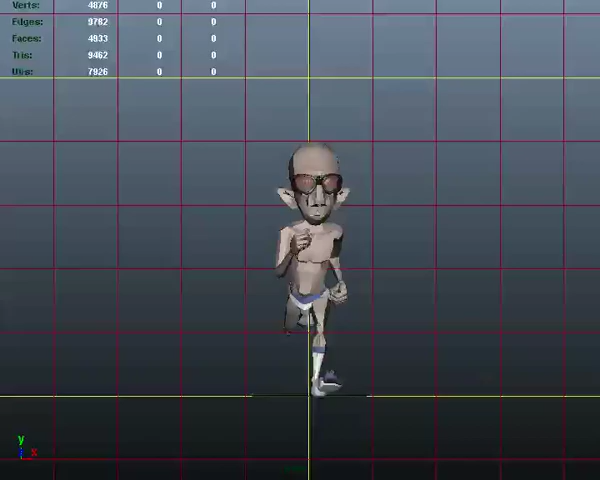 Verts: 4876 0 0
Edges: 9782 0 0
Faces: 4933 0 0
Tris: 9462 0 0
UVs: 7926 0 0
y
x